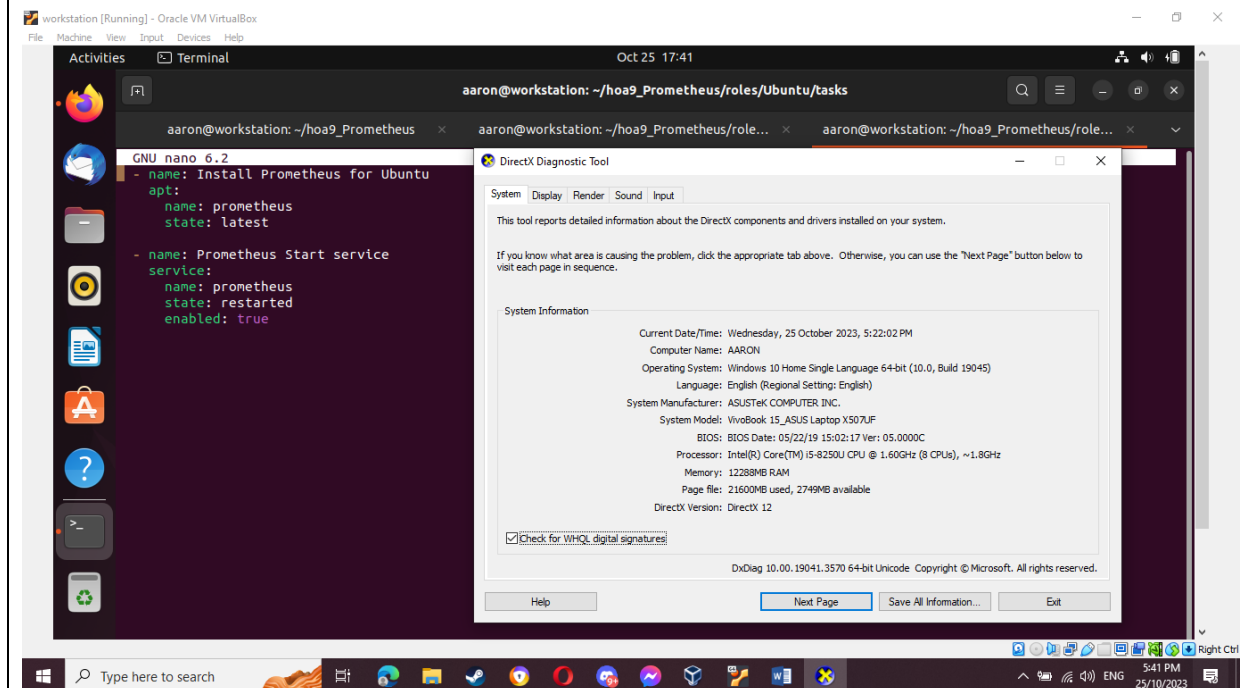 workstation [Running] - Oracle VM VirtualBox
File Machine View Input Devices Help
Activities Terminal Oct 25 17:41
aaron@workstation: ~/hoa9_Prometheus/roles/Ubuntu/tasks
aaron@workstation: ~/hoa9_Prometheus × aaron@workstation: ~/hoa9_Prometheus/role... × aaron@workstation: ~/hoa9_Prometheus/role... ×
GNU nano 6.2
- name: Install Prometheus for Ubuntu
apt:
name: prometheus
state: latest
- name: Prometheus Start service
service:
name: prometheus
state: restarted
enabled: true
DirectX Diagnostic Tool
System Display Render Sound Input
This tool reports detailed information about the DirectX components and drivers installed on your system.
If you know what area is causing the problem, click the appropriate tab above. Otherwise, you can use the "Next Page" button below to
visit each page in sequence.
System Information
Current Date/Time: Wednesday, 25 October 2023, 5:22:02 PM
Computer Name: AARON
Operating System: Windows 10 Home Single Language 64-bit (10.0, Build 19045)
Language: English (Regional Setting: English)
System Manufacturer: ASUSTeK COMPUTER INC.
System Model: VivoBook 15_ASUS Laptop X507UF
BIOS: BIOS Date: 05/22/19 15:02:17 Ver: 05.0000C
Processor: Intel(R) Core(TM) i5-8250U CPU @ 1.60GHz (8 CPUs), ~1.8GHz
Memory: 12288MB RAM
Page file: 21600MB used, 2749MB available
DirectX Version: DirectX 12
Check for WHQL digital signatures
DxDiag 10.00.19041.3570 64-bit Unicode Copyright © Microsoft. All rights reserved.
Help Next Page Save All Information... Exit
Right Ctrl
Type here to search
ENG
5:41 PM
25/10/2023